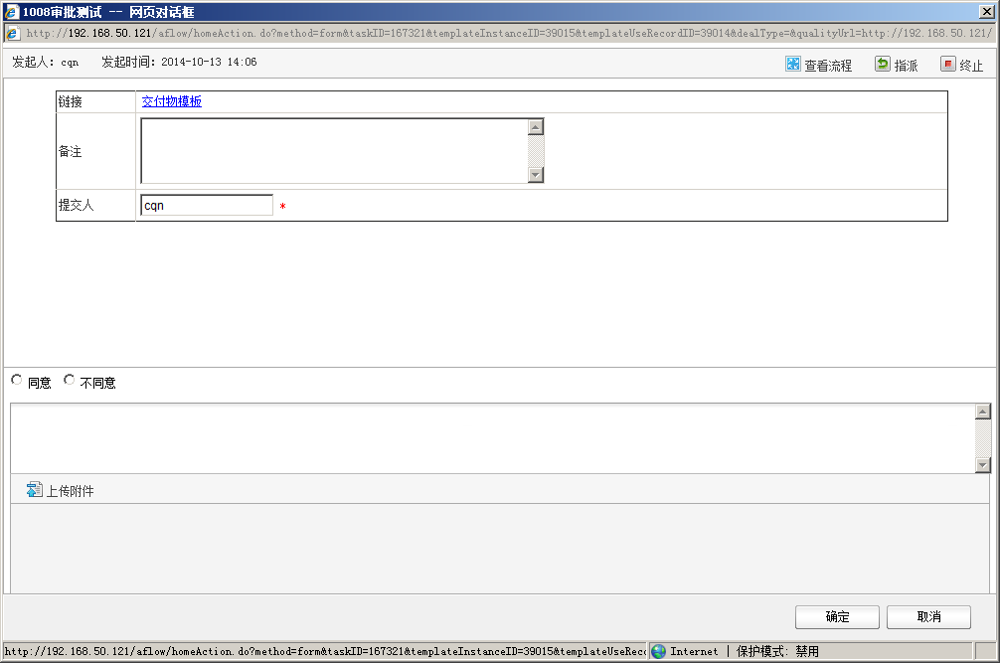 1008审批测试 -- 网页对话框
http://192.168.50.121/aflow/homeAction.do?method=form&taskID=167321&templateInstanceID=39015&templateUseRecordID=39014&dealType=&qualityUrl=http://192.168.50.121/
发起人: cqn 发起时间: 2014-10-13 14:06 查看流程 指派 终止
链接 交付物模板
备注
提交人 cqn *
同意 不同意
上传附件
确定 取消
http://192.168.50.121/aflow/homeAction.do?method=form&taskID=167321&templateInstanceID=39015&templateUseRec Internet | 保护模式: 禁用